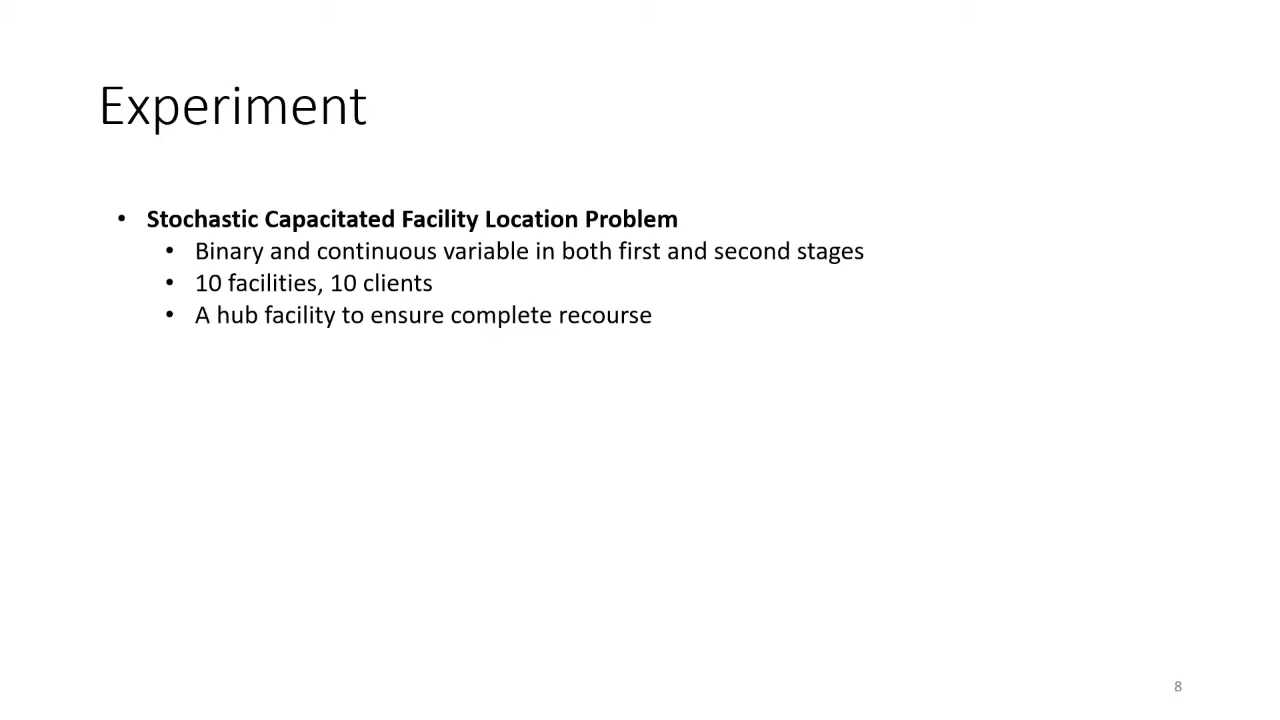 Experiment
• Stochastic Capacitated Facility Location Problem
• Binary and continuous variable in both first and second stages
• 10 facilities, 10 clients
• A hub facility to ensure complete recourse
8